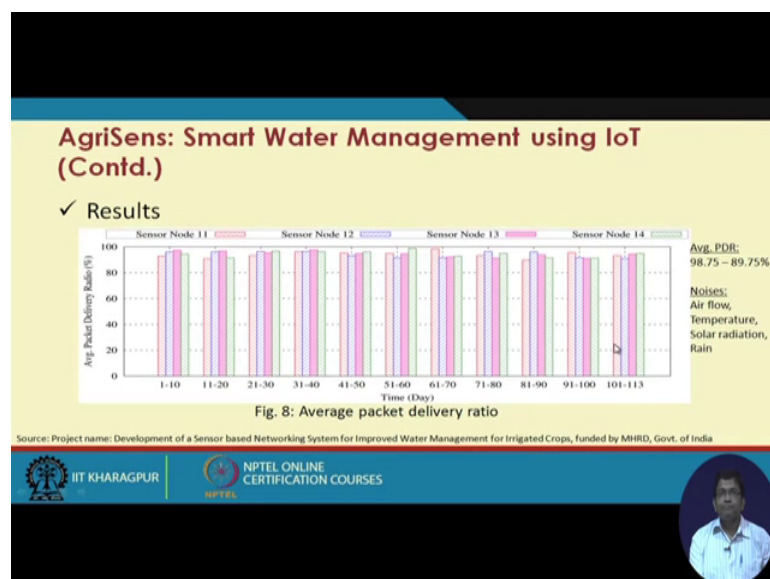 AgriSens: Smart Water Management using IoT
(Contd.)
✓ Results
Sensor Node 11 Sensor Node 12 Sensor Node 13 Sensor Node 14
Avg. Packet Delivery Ratio (%)
100
80
60
40
20
0
1-10 11-20 21-30 31-40 41-50 51-60 61-70 71-80 81-90 91-100 101-113
Time (Day)
Avg. PDR:
98.75 – 89.75%
Noises:
Air flow,
Temperature,
Solar radiation,
Rain
Fig. 8: Average packet delivery ratio
Source: Project name: Development of a Sensor based Networking System for Improved Water Management for Irrigated Crops, funded by MHRD, Govt. of India
IIT KHARAGPUR
NPTEL
NPTEL ONLINE
CERTIFICATION COURSES